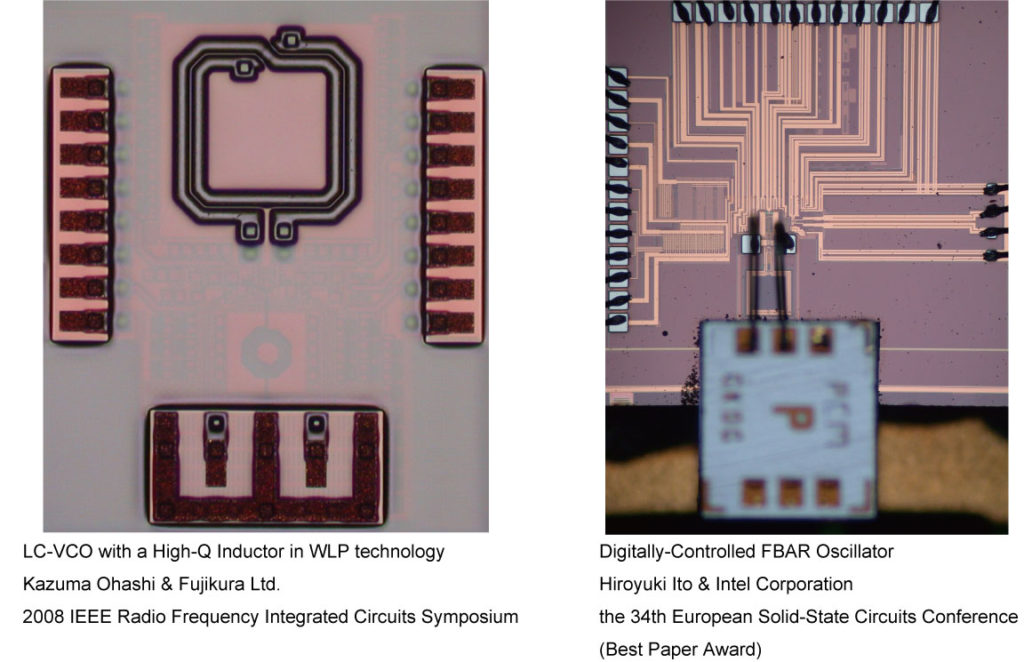 PCM
P
LC-VCO with a High-Q Inductor in WLP technology
Kazuma Ohashi & Fujikura Ltd.
2008 IEEE Radio Frequency Integrated Circuits Symposium
Digitally-Controlled FBAR Oscillator
Hiroyuki Ito & Intel Corporation
the 34th European Solid-State Circuits Conference
(Best Paper Award)